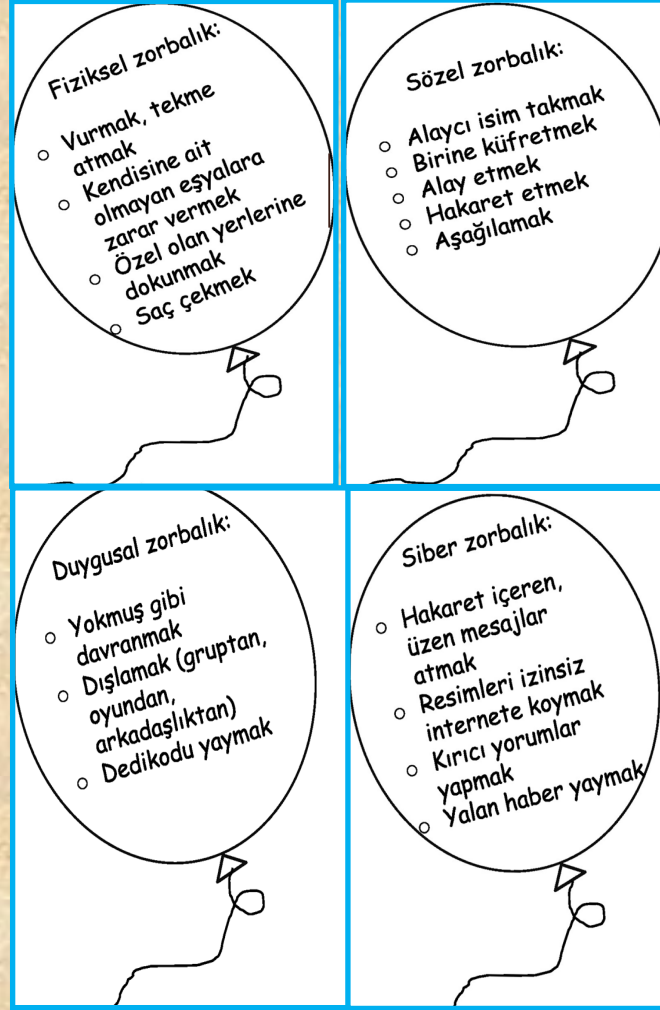 Fiziksel zorbalık:
Vurmak, tekme
atmak
Kendisine ait
olmayan eşyalara
zarar vermek
Özel olan yerlerine
dokunmak
Saç çekmek
Sözel zorbalık:
Alaycı isim takmak
Birine küfretmek
Alay etmek
Hakaret etmek
Aşağılamak
Duygusal zorbalık:
Yokmuş gibi
davranmak
Dışlamak (gruptan,
oyundan,
arkadaşlıktan)
Dedikodu yaymak
Siber zorbalık:
Hakaret içeren,
üzen mesajlar
atmak
Resimleri izinsiz
internete koymak
Kırıcı yorumlar
yapmak
Yalan haber yaymak